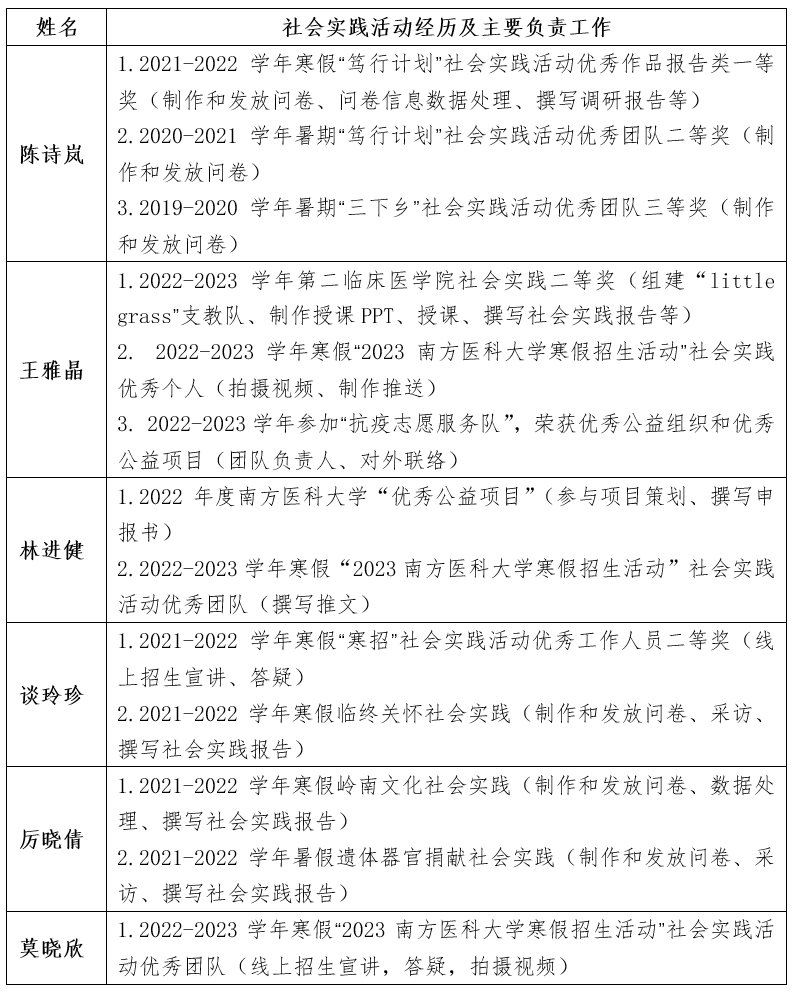 姓名 社会实践活动经历及主要负责工作
陈诗岚
1.2021-2022 学年寒假“笃行计划”社会实践活动优秀作品报告类一等
奖（制作和发放问卷、问卷信息数据处理、撰写调研报告等）
2.2020-2021 学年暑期“笃行计划”社会实践活动优秀团队二等奖（制
作和发放问卷）
3.2019-2020 学年暑期“三下乡”社会实践活动优秀团队三等奖（制作
和发放问卷）
王雅晶
1.2022-2023 学年第二临床医学院社会实践二等奖（组建“little
grass”支教队、制作授课 PPT、授课、撰写社会实践报告等）
2. 2022-2023 学年寒假“2023 南方医科大学寒假招生活动”社会实践
优秀个人（拍摄视频、制作推送）
3. 2022-2023 学年参加“抗疫志愿服务队”，荣获优秀公益组织和优秀
公益项目（团队负责人、对外联络）
林进健
1.2022 年度南方医科大学“优秀公益项目”（参与项目策划、撰写申
报书）
2.2022-2023 学年寒假“2023 南方医科大学寒假招生活动”社会实践
活动优秀团队（撰写推文）
谈玲珍
1.2021-2022 学年寒假“寒招”社会实践活动优秀工作人员二等奖（线
上招生宣讲、答疑）
2.2021-2022 学年寒假临终关怀社会实践（制作和发放问卷、采访、
撰写社会实践报告）
厉晓倩
1.2021-2022 学年寒假岭南文化社会实践（制作和发放问卷、数据处
理、撰写社会实践报告）
2.2021-2022 学年暑假遗体器官捐献社会实践（制作和发放问卷、采
访、撰写社会实践报告）
莫晓欣
1.2022-2023 学年寒假“2023 南方医科大学寒假招生活动”社会实践活
动优秀团队（线上招生宣讲，答疑，拍摄视频）